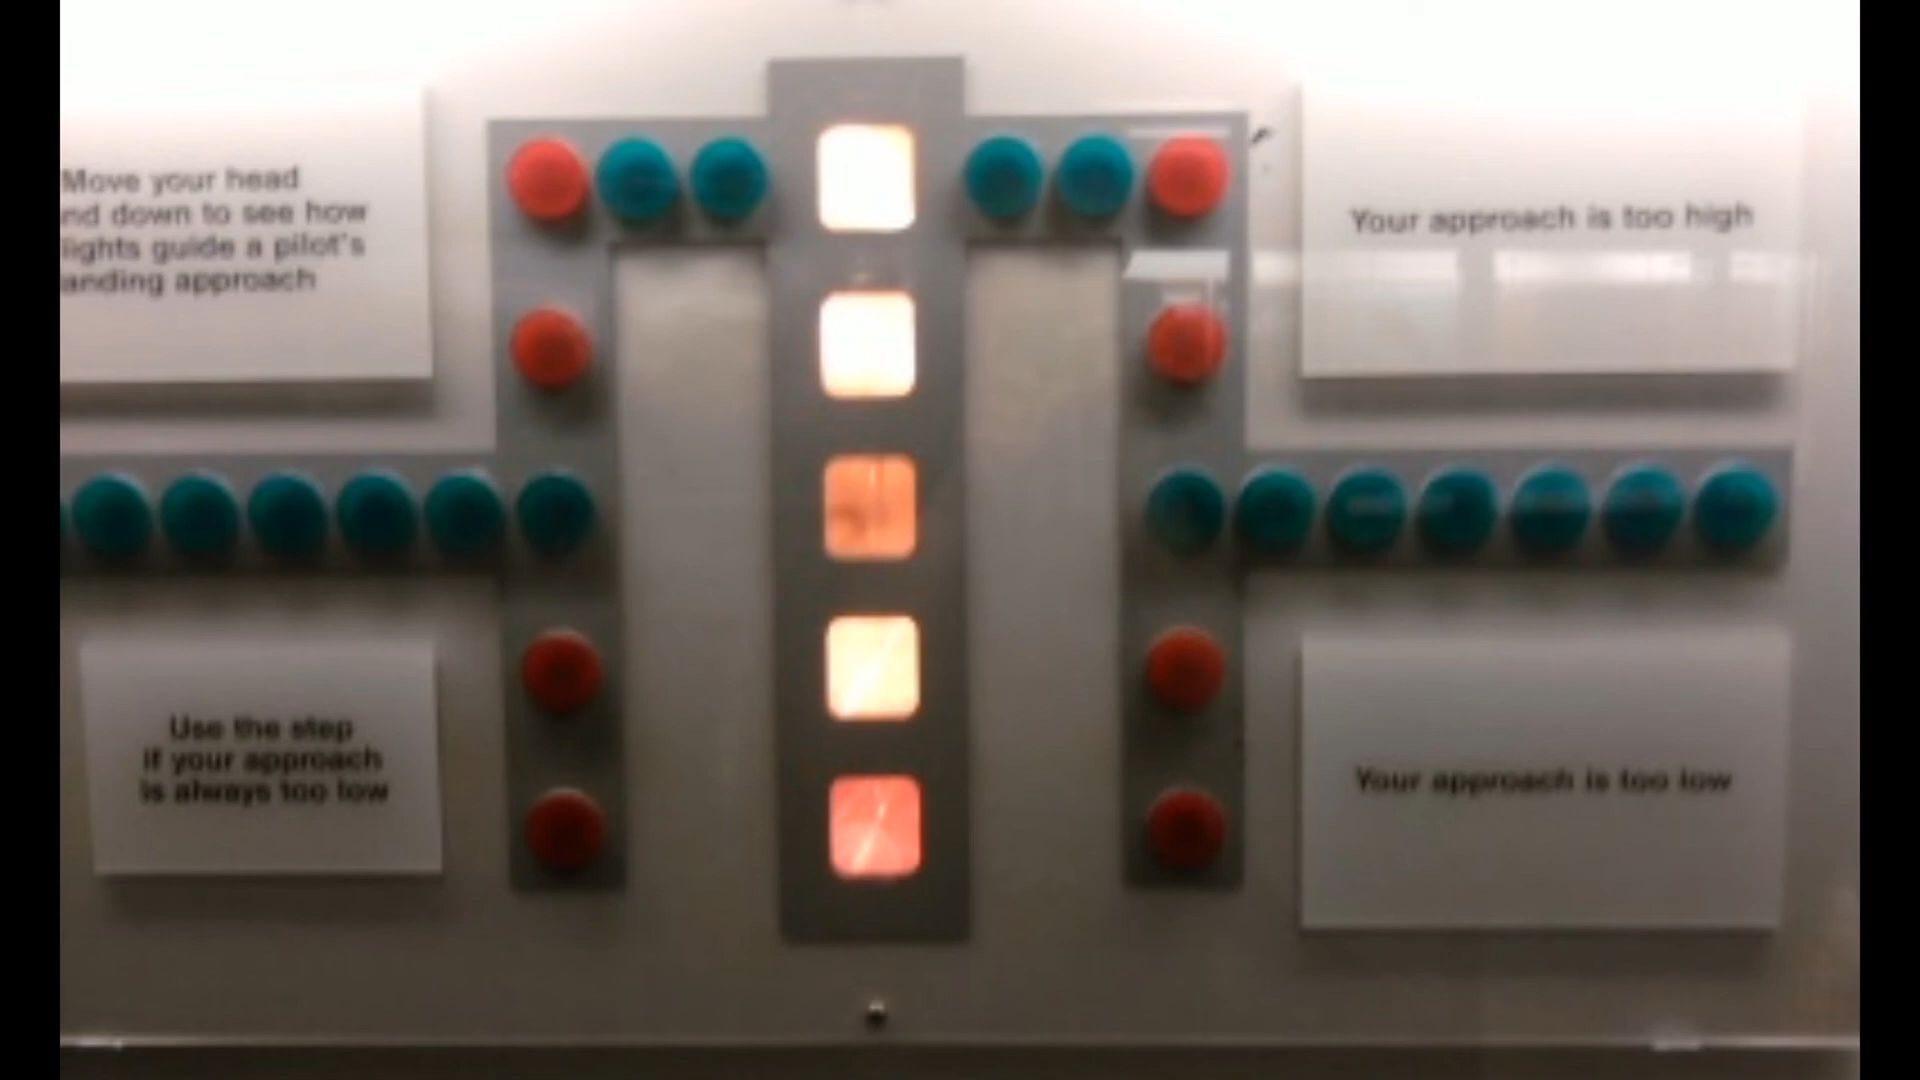 Move your head
nd down to see how
lights guide a pilot's
anding approach
Your approach is too high
Use the step
if your approach
is always too low
Your approach is too low